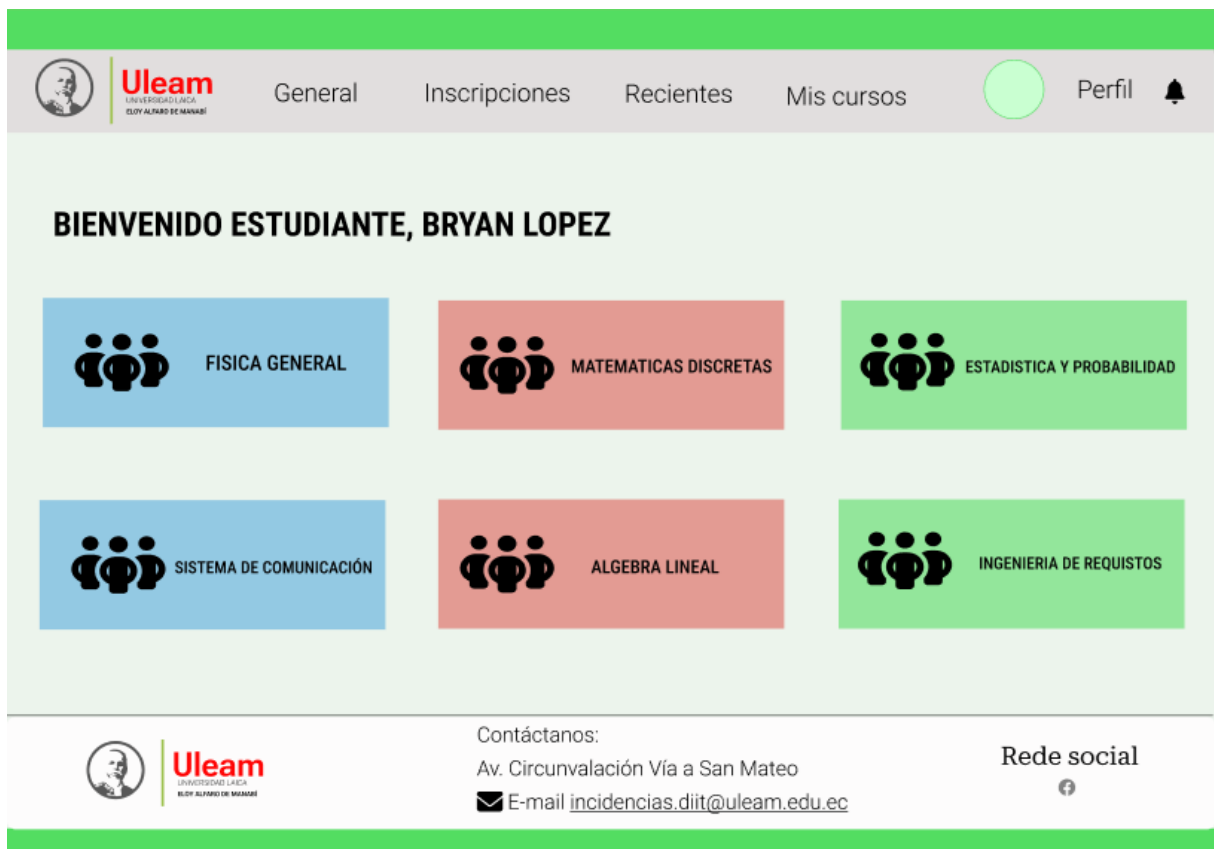 Uleam
UNIVERSIDAD LAICA
ELOY ALFARO DE MANABÍ
General
Inscripciones
Recientes
Mis cursos
Perfil
BIENVENIDO ESTUDIANTE, BRYAN LOPEZ
FISICA GENERAL
MATEMATICAS DISCRETAS
ESTADISTICA Y PROBABILIDAD
SISTEMA DE COMUNICACIÓN
ALGEBRA LINEAL
INGENIERIA DE REQUISTOS
Uleam
UNIVERSIDAD LAICA
ELOY ALFARO DE MANABÍ
Contáctanos:
Av. Circunvalación Vía a San Mateo
E-mail incidencias.diit@uleam.edu.ec
Rede social